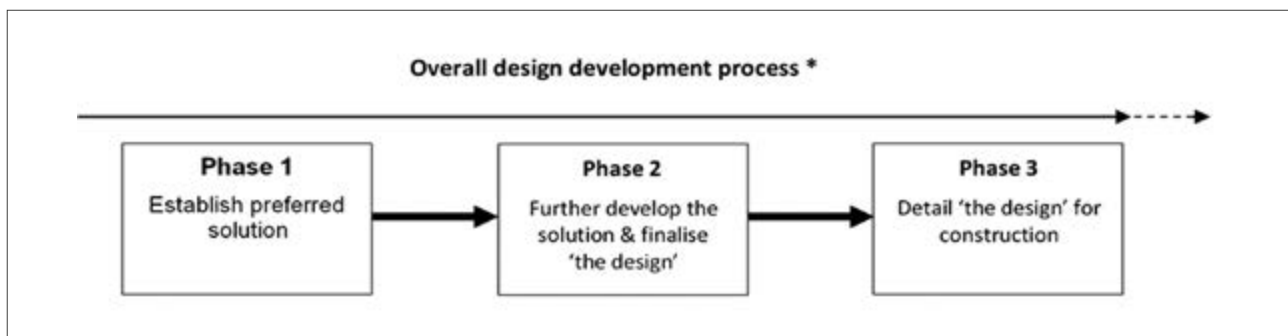 Overall design development process *
Phase 1
Establish preferred
solution
Phase 2
Further develop the
solution & finalise
‘the design’
Phase 3
Detail ‘the design’ for
construction